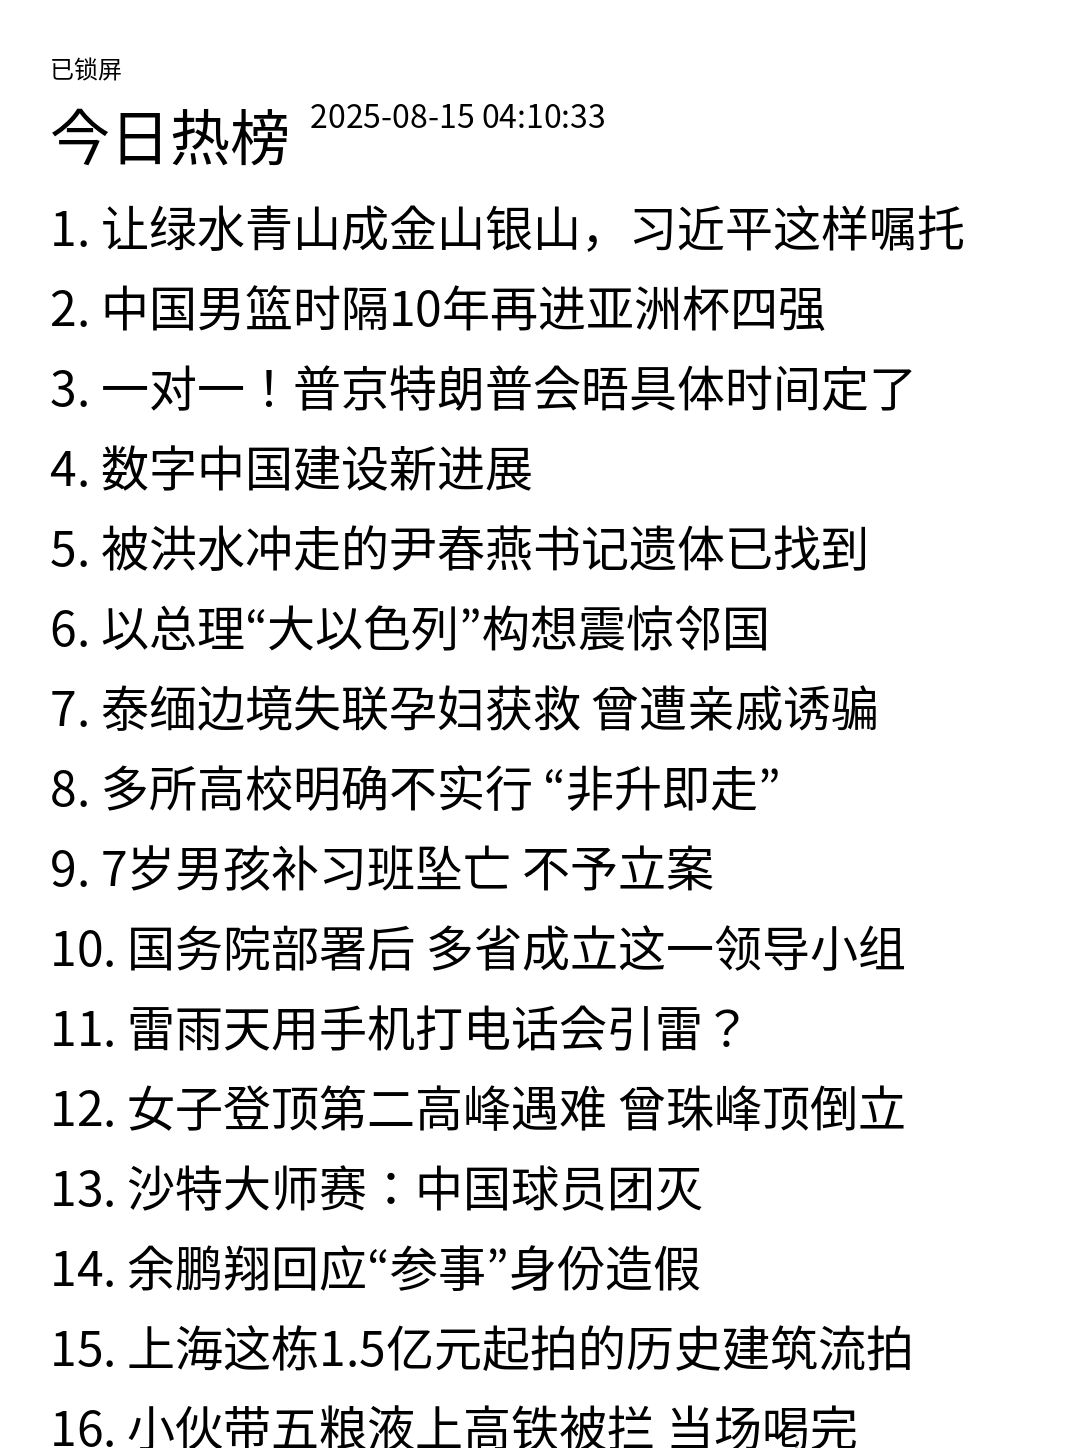 已锁屏
今日热榜 2025-08-15 04:10:33
1. 让绿水青山成金山银山，习近平这样嘱托
2. 中国男篮时隔10年再进亚洲杯四强
3. 一对一！普京特朗普会晤具体时间定了
4. 数字中国建设新进展
5. 被洪水冲走的尹春燕书记遗体已找到
6. 以总理“大以色列”构想震惊邻国
7. 泰缅边境失联孕妇获救 曾遭亲戚诱骗
8. 多所高校明确不实行 “非升即走”
9. 7岁男孩补习班坠亡 不予立案
10. 国务院部署后 多省成立这一领导小组
11. 雷雨天用手机打电话会引雷？
12. 女子登顶第二高峰遇难 曾珠峰顶倒立
13. 沙特大师赛：中国球员团灭
14. 余鹏翔回应“参事”身份造假
15. 上海这栋1.5亿元起拍的历史建筑流拍
16. 小伙带五粮液上高铁被拦 当场喝完